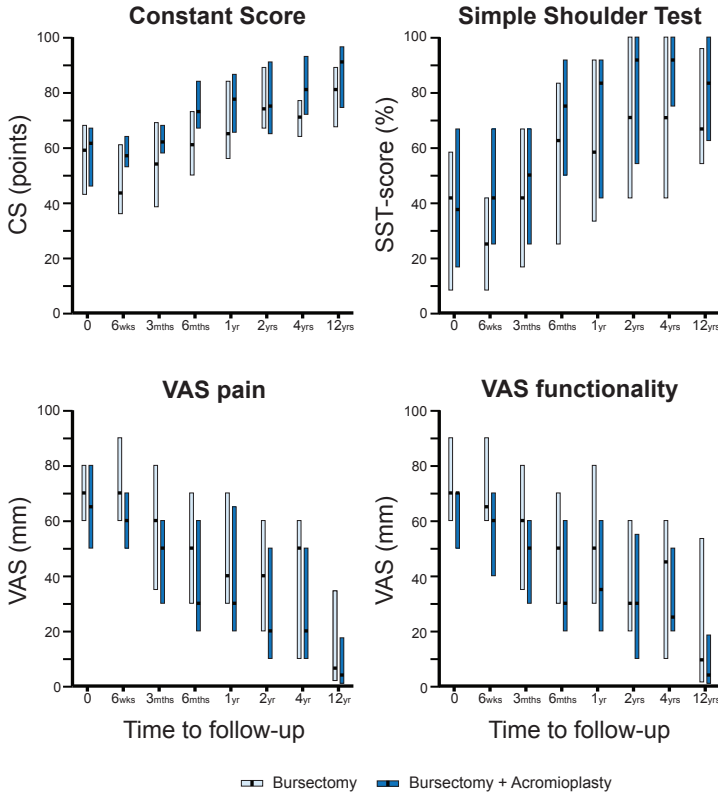 Constant Score
CS (points)
100
80
60
40
20
0
0 6wks 3mths 6mths 1yr 2yrs 4yrs 12yrs
Simple Shoulder Test
SST-score (%)
100
80
60
40
20
0
0 6wks 3mths 6mths 1yr 2yrs 4yrs 12yrs
VAS pain
VAS (mm)
100
80
60
40
20
0
0 6wks 3mths 6mths 1yr 2yr 4yr 12yr
Time to follow-up
VAS functionality
VAS (mm)
100
80
60
40
20
0
0 6wks 3mths 6mths 1yr 2yrs 4yrs 12yrs
Time to follow-up
Bursectomy Bursectomy + Acromioplasty